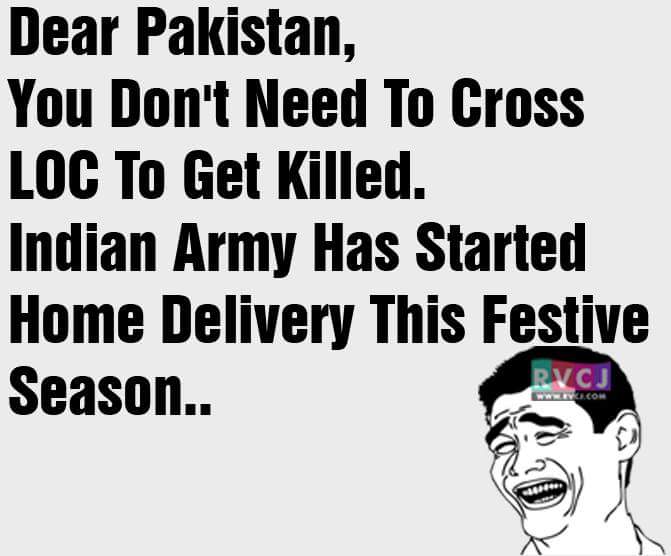 Dear Pakistan,
You Don't Need To Cross
LOC To Get Killed.
Indian Army Has Started
Home Delivery This Festive
Season..
RVCJ
WWW.RVCJ.COM